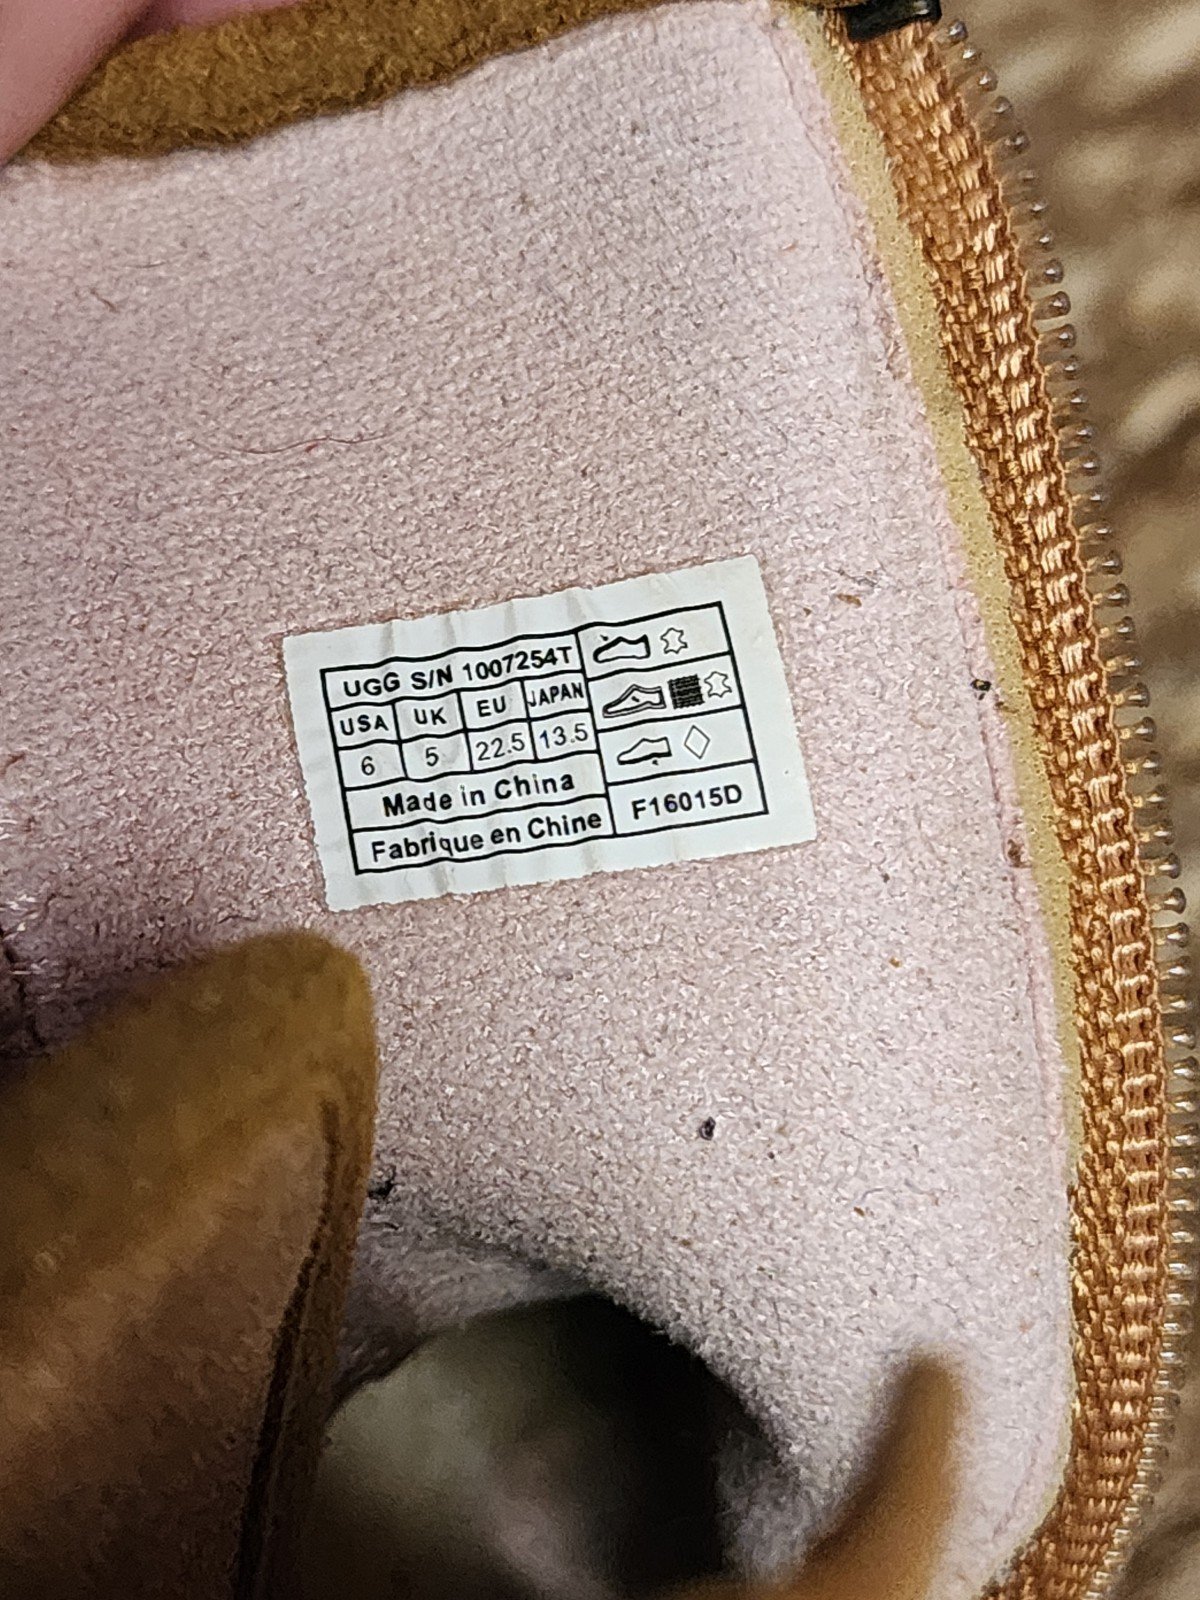 UGG S/N 1007254T
USA UK EU JAPAN
6 5 22.5 13.5
Made in China
Fabrique en Chine F16015D